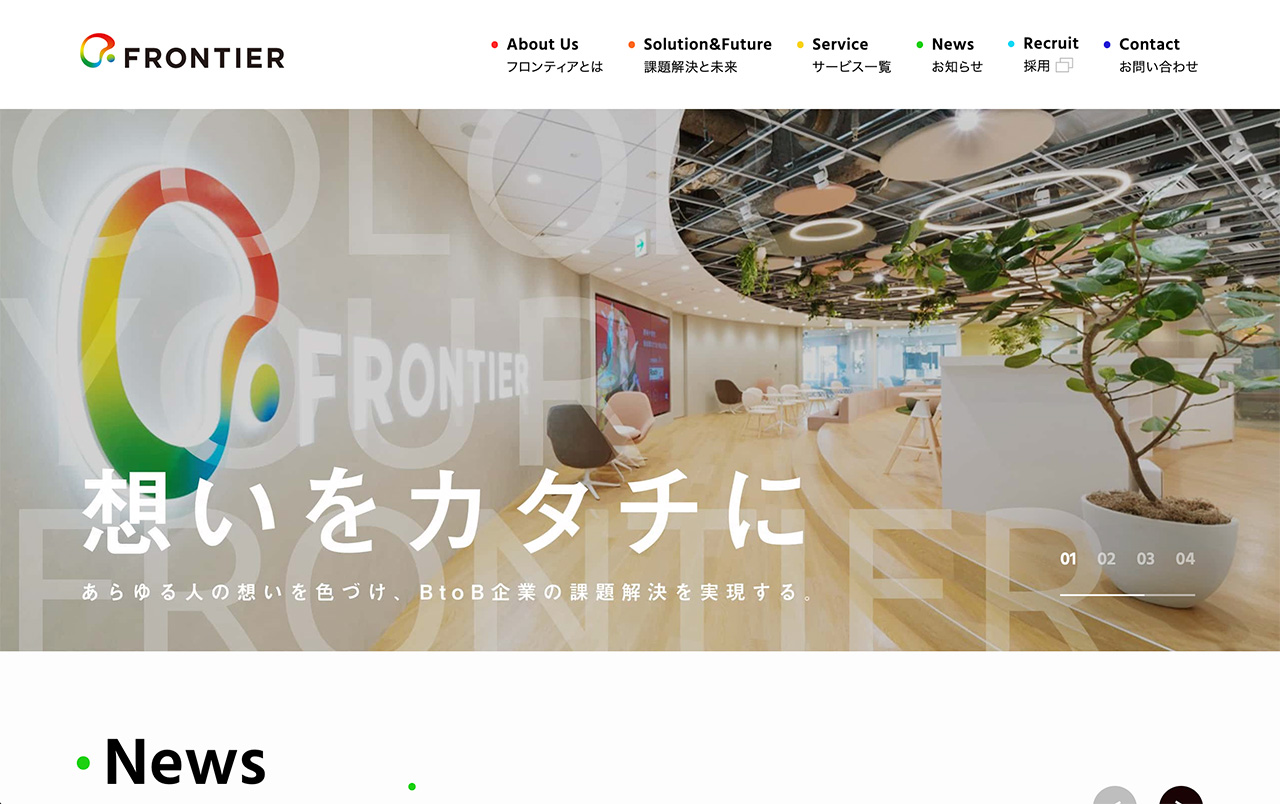 FRONTIER
About Us
フロンティアとは
Solution&Future
課題解決と未来
Service
サービス一覧
News
お知らせ
Recruit
採用
Contact
お問い合わせ
COLOR
YOUR
FRONTIER
FRONTIER
想いをカタチに
あらゆる人の想いを色づけ、BtoB企業の課題解決を実現する。
01 02 03 04
News